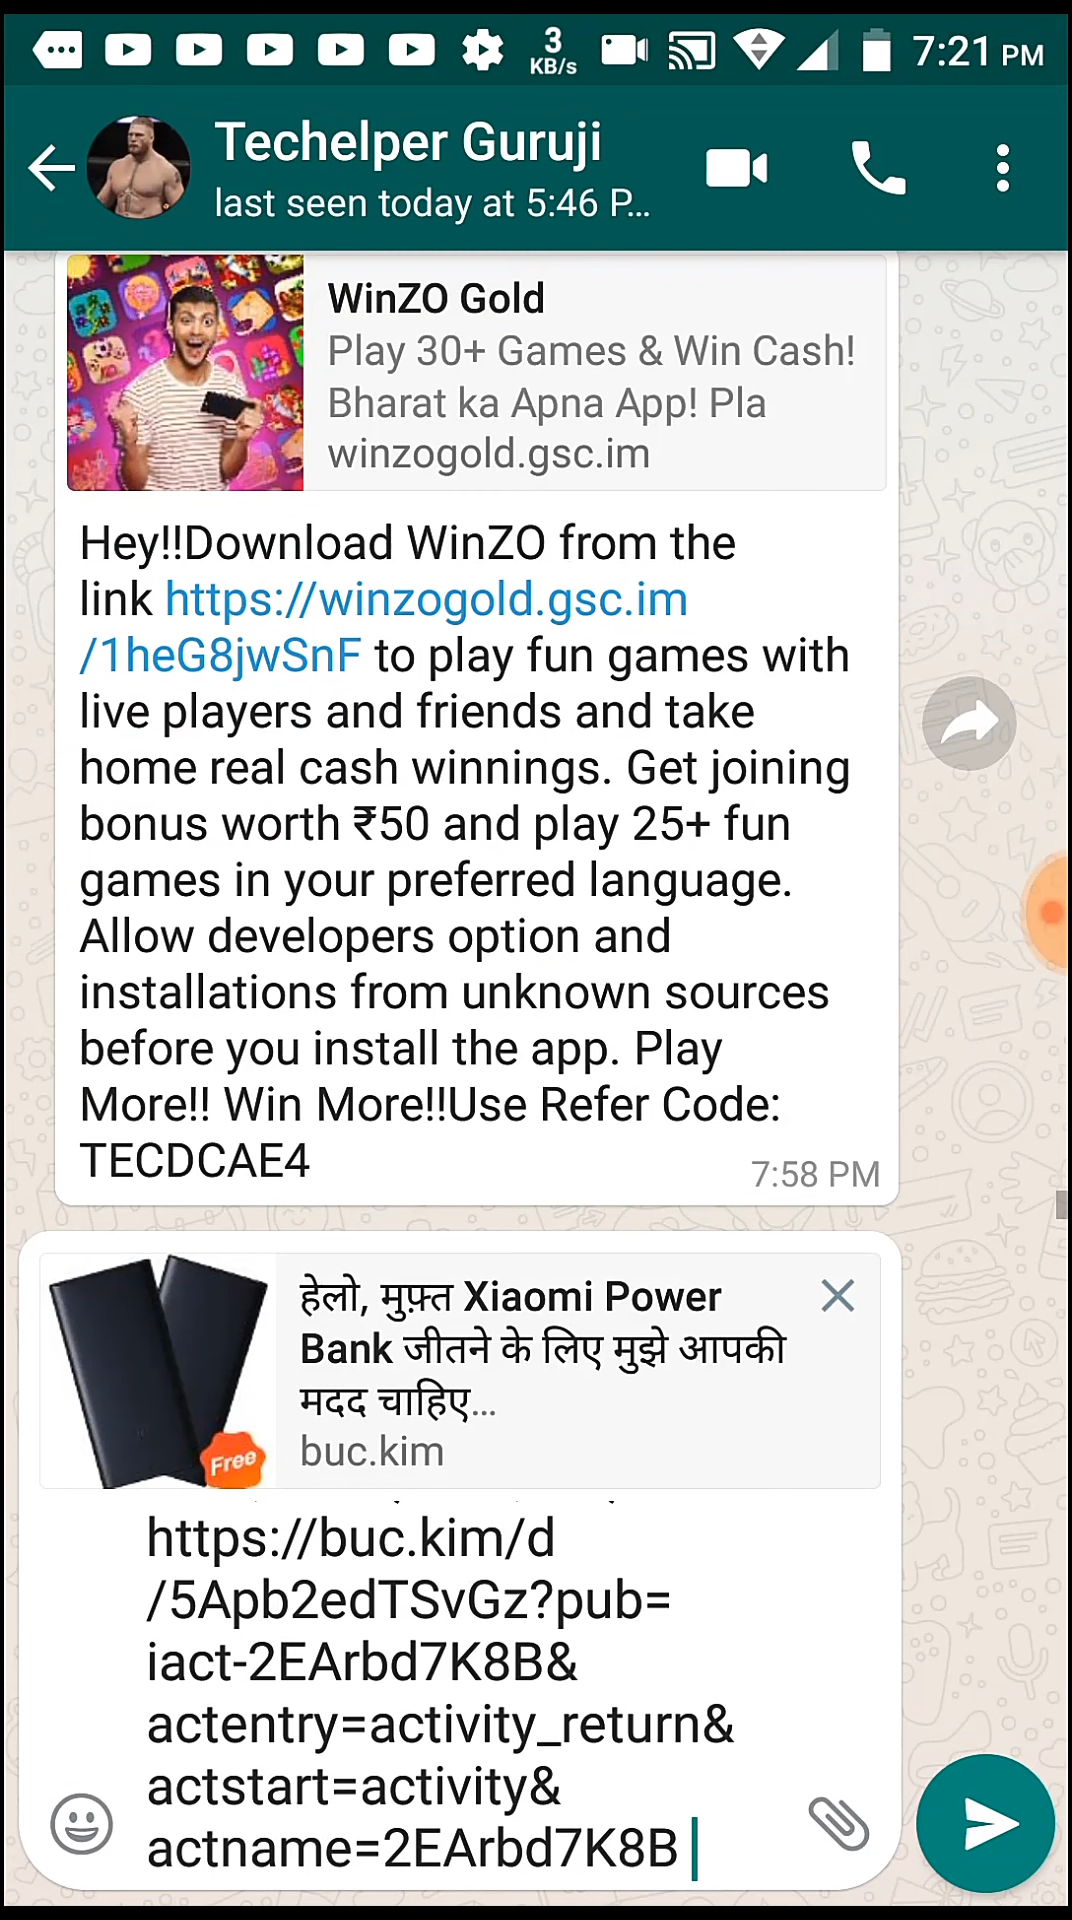 3
KB/s
7:21 PM
Techelper Guruji
last seen today at 5:46 P...
WinZO Gold
Play 30+ Games & Win Cash!
Bharat ka Apna App! Pla
winzogold.gsc.im
Hey!!Download WinZO from the
link https://winzogold.gsc.im
/1heG8jwSnF to play fun games with
live players and friends and take
home real cash winnings. Get joining
bonus worth ₹50 and play 25+ fun
games in your preferred language.
Allow developers option and
installations from unknown sources
before you install the app. Play
More!! Win More!!Use Refer Code:
TECDCAE4
7:58 PM
हेलो, मुफ़्त Xiaomi Power
Bank जीतने के लिए मुझे आपकी
मदद चाहिए...
buc.kim
Free
https://buc.kim/d
/5Apb2edTSvGz?pub=
iact-2EArbd7K8B&
actentry=activity_return&
actstart=activity&
actname=2EArbd7K8B